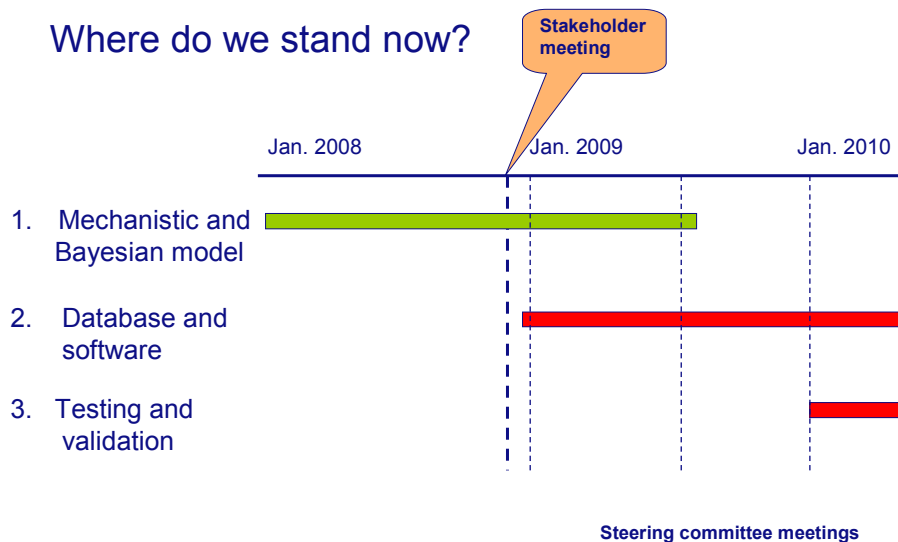 Where do we stand now?
Stakeholder
meeting
Jan. 2008
Jan. 2009
Jan. 2010
1. Mechanistic and
Bayesian model
2. Database and
software
3. Testing and
validation
Steering committee meetings